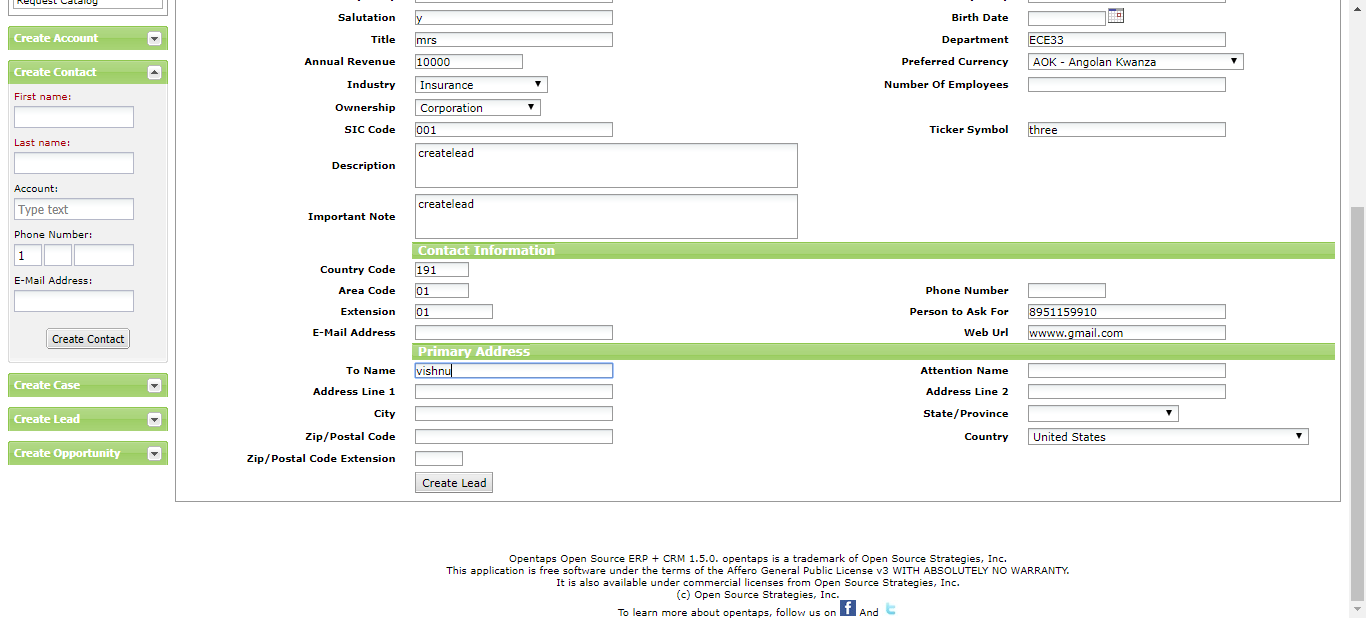 Request Catalog
Create Account
Create Contact
First name:
Last name:
Account:
Type text
Phone Number:
1
E-Mail Address:
Create Contact
Create Case
Create Lead
Create Opportunity
Salutation y Birth Date
Title mrs Department ECE33
Annual Revenue 10000 Preferred Currency AOK - Angolan Kwanza
Industry Insurance Number Of Employees
Ownership Corporation
SIC Code 001 Ticker Symbol three
Description createlead
Important Note createlead
Contact Information
Country Code 191
Area Code 01 Phone Number
Extension 01 Person to Ask For 8951159910
E-Mail Address Web Url wwww.gmail.com
Primary Address
To Name vishnu Attention Name
Address Line 1 Address Line 2
City State/Province
Zip/Postal Code Country United States
Zip/Postal Code Extension
Create Lead
Opentaps Open Source ERP + CRM 1.5.0. opentaps is a trademark of Open Source Strategies, Inc.
This application is free software under the terms of the Affero General Public License v3 WITH ABSOLUTELY NO WARRANTY.
It is also available under commercial licenses from Open Source Strategies, Inc.
(c) Open Source Strategies, Inc.
To learn more about opentaps, follow us on f And t